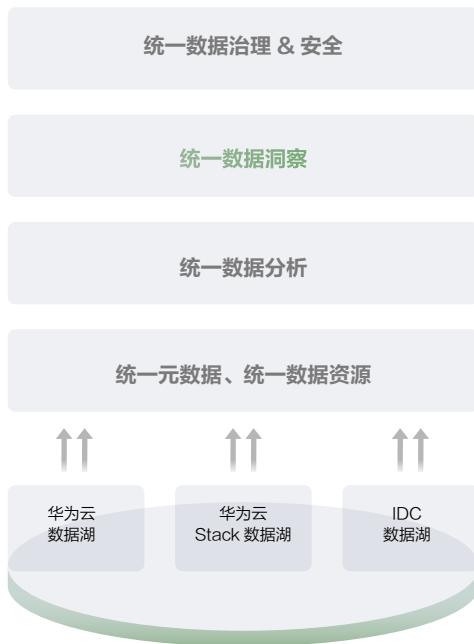 统一数据治理 & 安全
统一数据洞察
统一数据分析
统一元数据、统一数据资源
华为云
数据湖
华为云
Stack 数据湖
IDC
数据湖